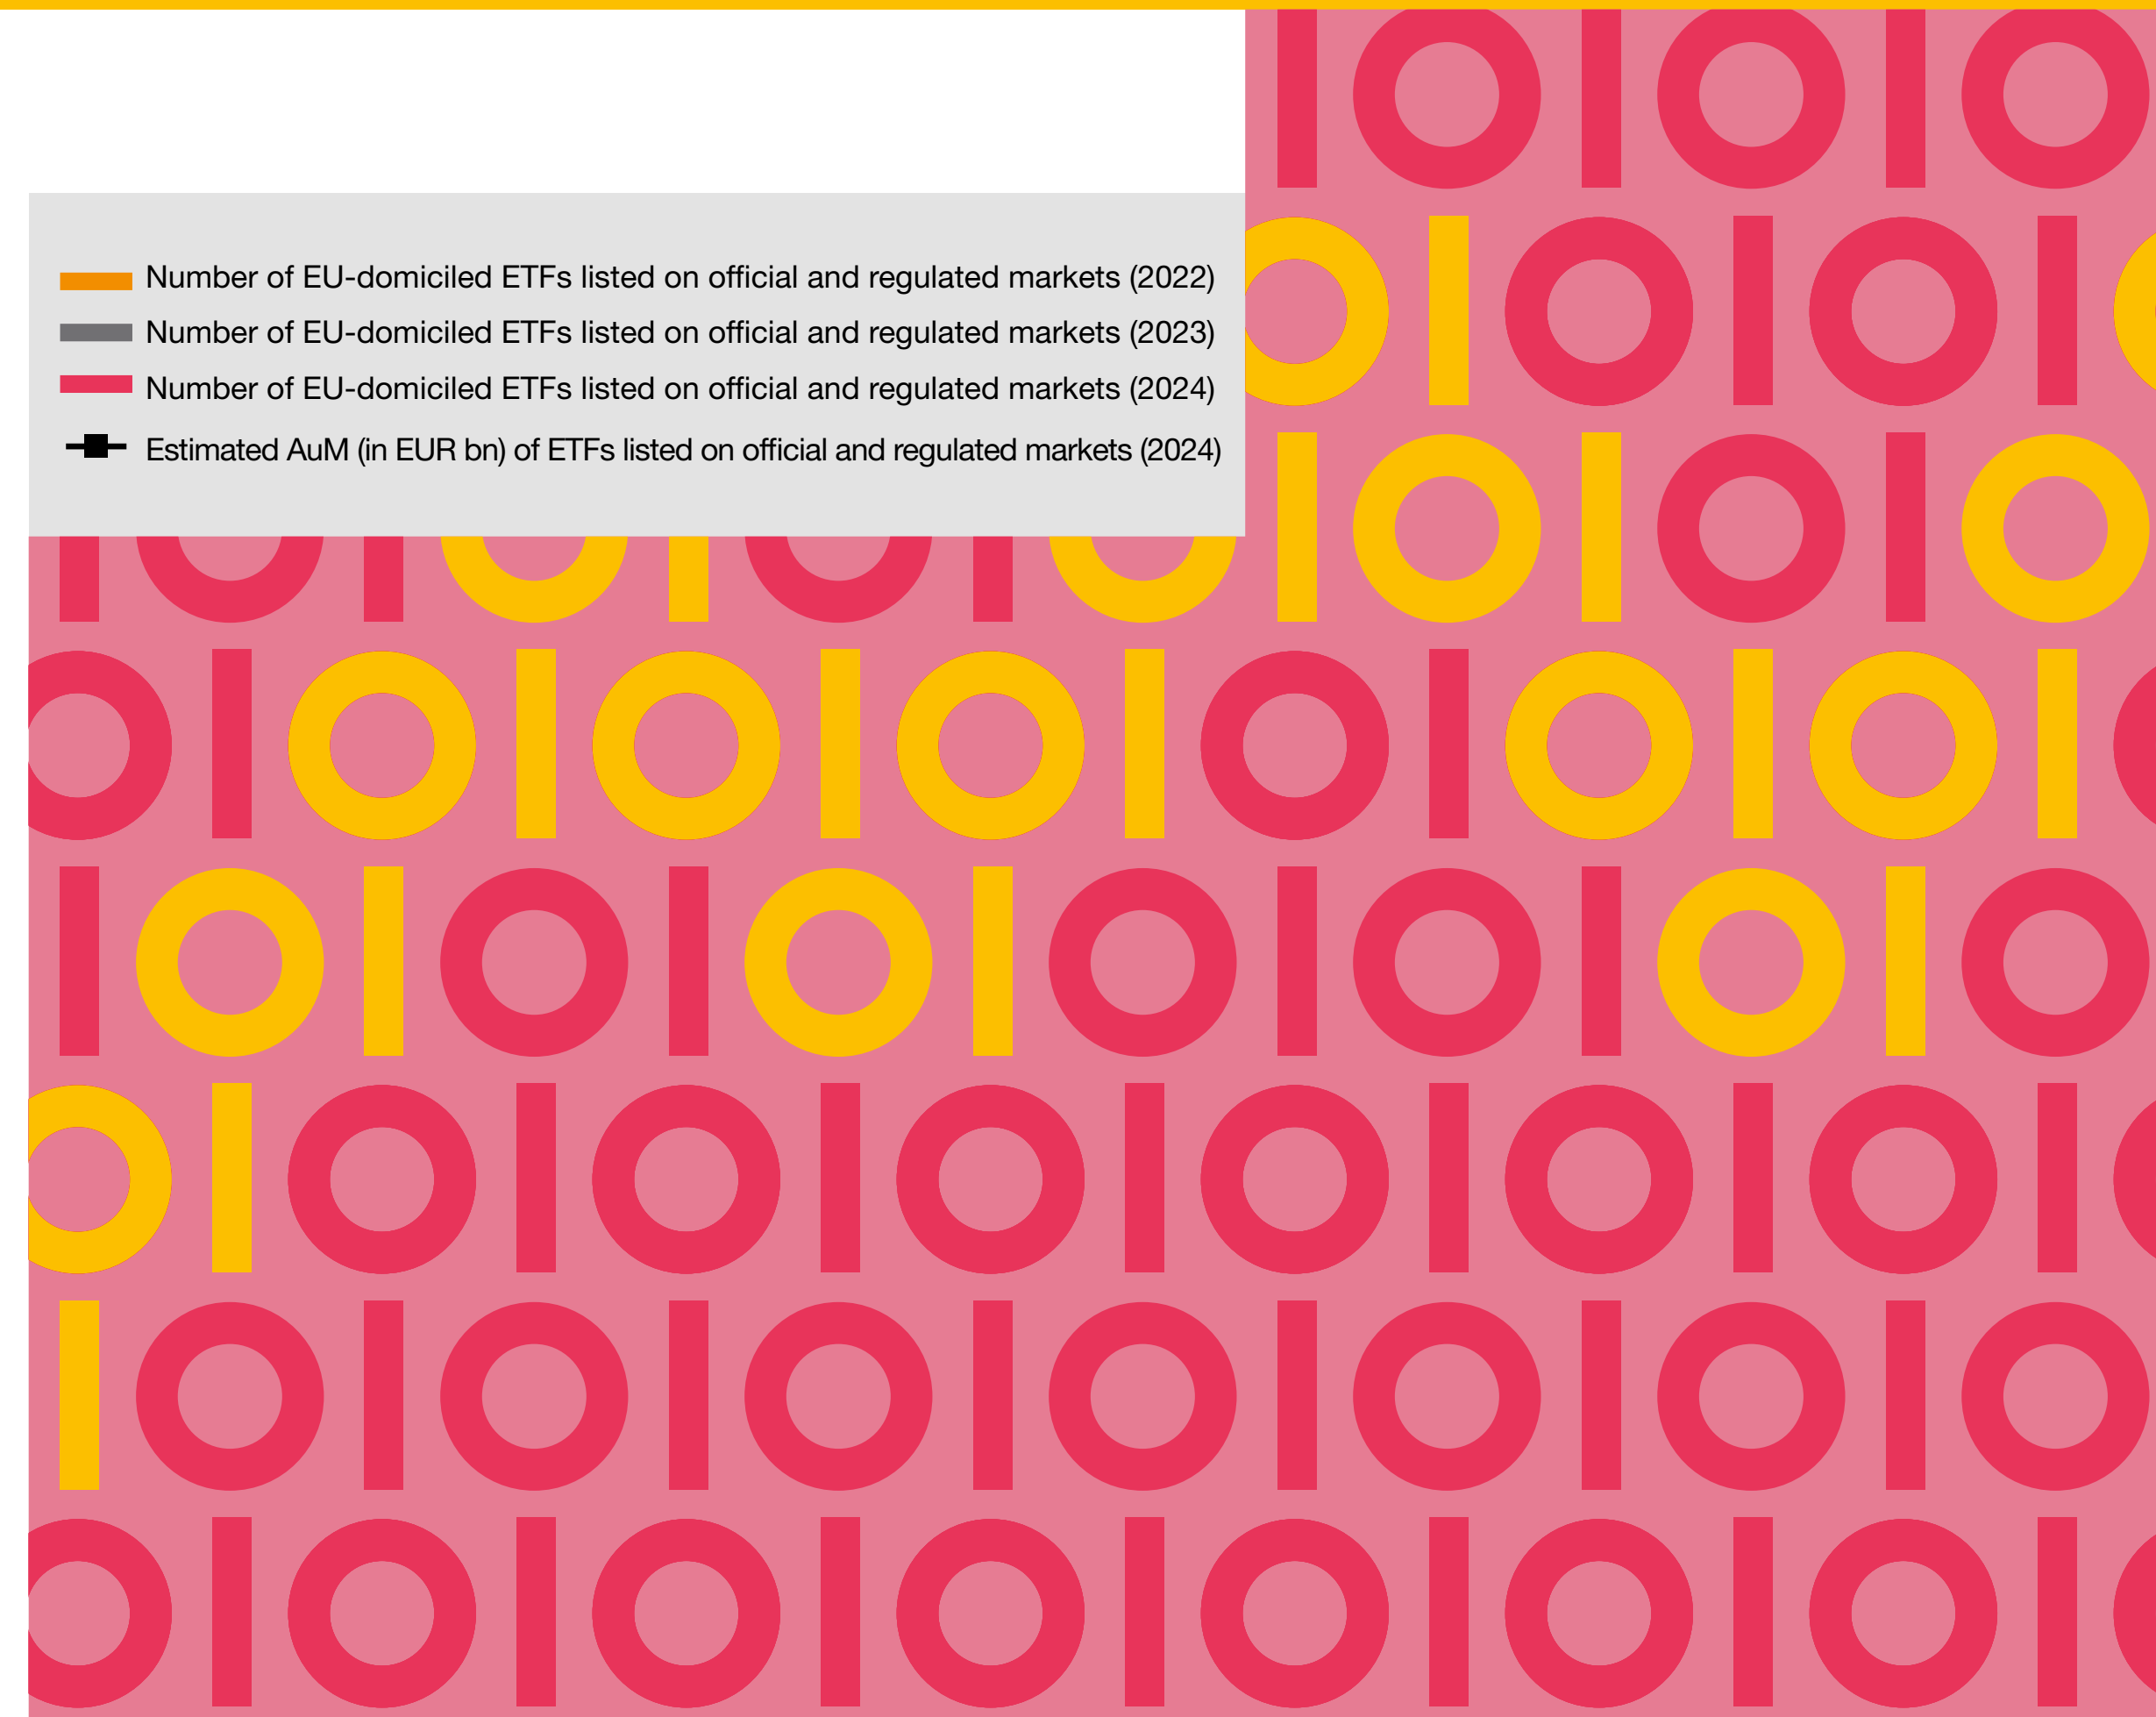 Number of EU-domiciled ETFs listed on official and regulated markets (2022)
Number of EU-domiciled ETFs listed on official and regulated markets (2023)
Number of EU-domiciled ETFs listed on official and regulated markets (2024)
Estimated AuM (in EUR bn) of ETFs listed on official and regulated markets (2024)